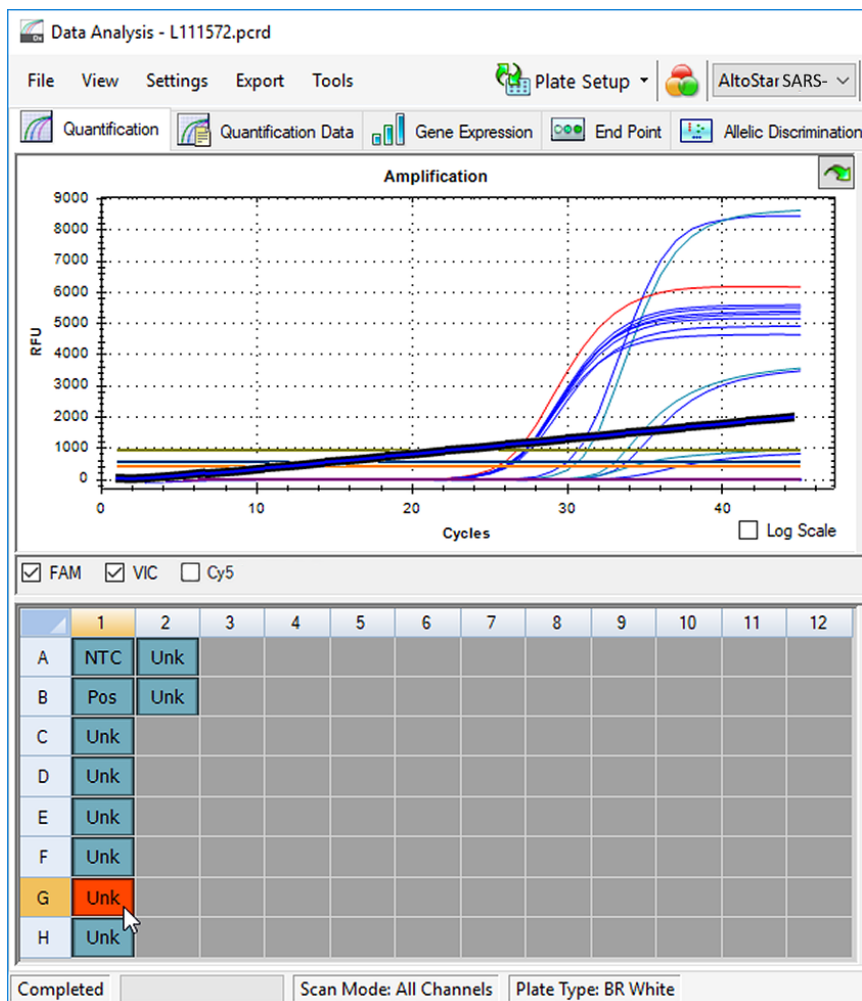 Data Analysis - L111572.pcrd
File View Settings Export Tools Plate Setup AltoStar SARS-
Quantification Quantification Data Gene Expression End Point Allelic Discrimination
Amplification
9000
8000
7000
6000
5000
4000
3000
2000
1000
0
RFU
0 10 20 30 40
Cycles
Log Scale
FAM VIC Cy5
1 2 3 4 5 6 7 8 9 10 11 12
A NTC Unk
B Pos Unk
C Unk
D Unk
E Unk
F Unk
G Unk
H Unk
Completed Scan Mode: All Channels Plate Type: BR White